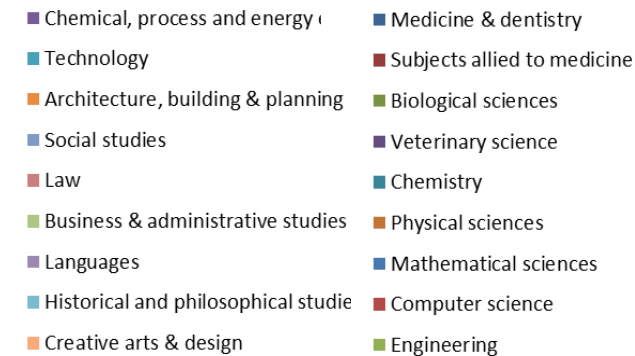 Chemical, process and energy
Technology
Architecture, building & planning
Social studies
Law
Business & administrative studies
Languages
Historical and philosophical studie
Creative arts & design
Medicine & dentistry
Subjects allied to medicine
Biological sciences
Veterinary science
Chemistry
Physical sciences
Mathematical sciences
Computer science
Engineering